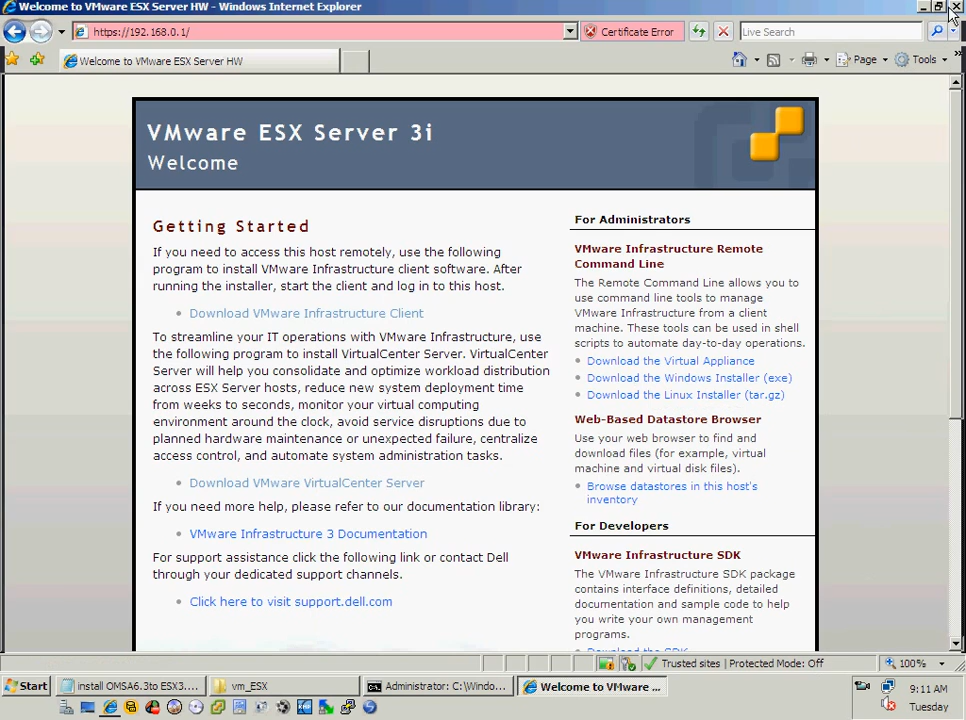 Welcome to VMware ESX Server HW - Windows Internet Explorer
https://192.168.0.1/
Certificate Error
Live Search
Welcome to VMware ESX Server HW
Page
Tools
VMware ESX Server 3i
Welcome
Getting Started
If you need to access this host remotely, use the following
program to install VMware Infrastructure client software. After
running the installer, start the client and log in to this host.
Download VMware Infrastructure Client
To streamline your IT operations with VMware Infrastructure, use
the following program to install VirtualCenter Server. VirtualCenter
Server will help you consolidate and optimize workload distribution
across ESX Server hosts, reduce new system deployment time
from weeks to seconds, monitor your virtual computing
environment around the clock, avoid service disruptions due to
planned hardware maintenance or unexpected failure, centralize
access control, and automate system administration tasks.
Download VMware VirtualCenter Server
If you need more help, please refer to our documentation library:
VMware Infrastructure 3 Documentation
For support assistance click the following link or contact Dell
through your dedicated support channels.
Click here to visit support.dell.com
For Administrators
VMware Infrastructure Remote
Command Line
The Remote Command Line allows you to
use command line tools to manage
VMware Infrastructure from a client
machine. These tools can be used in shell
scripts to automate day-to-day operations.
Download the Virtual Appliance
Download the Windows Installer (exe)
Download the Linux Installer (tar.gz)
Web-Based Datastore Browser
Use your web browser to find and
download files (for example, virtual
machine and virtual disk files).
Browse datastores in this host's
inventory
For Developers
VMware Infrastructure SDK
The VMware Infrastructure SDK package
contains interface definitions, detailed
documentation and sample code to help
you write your own management
programs.
Download the SDK
Trusted sites | Protected Mode: Off
100%
Start
install OMSA6.3to ESX3....
vm_ESX
Administrator: C:\Windo...
Welcome to VMware ...
9:11 AM
Tuesday